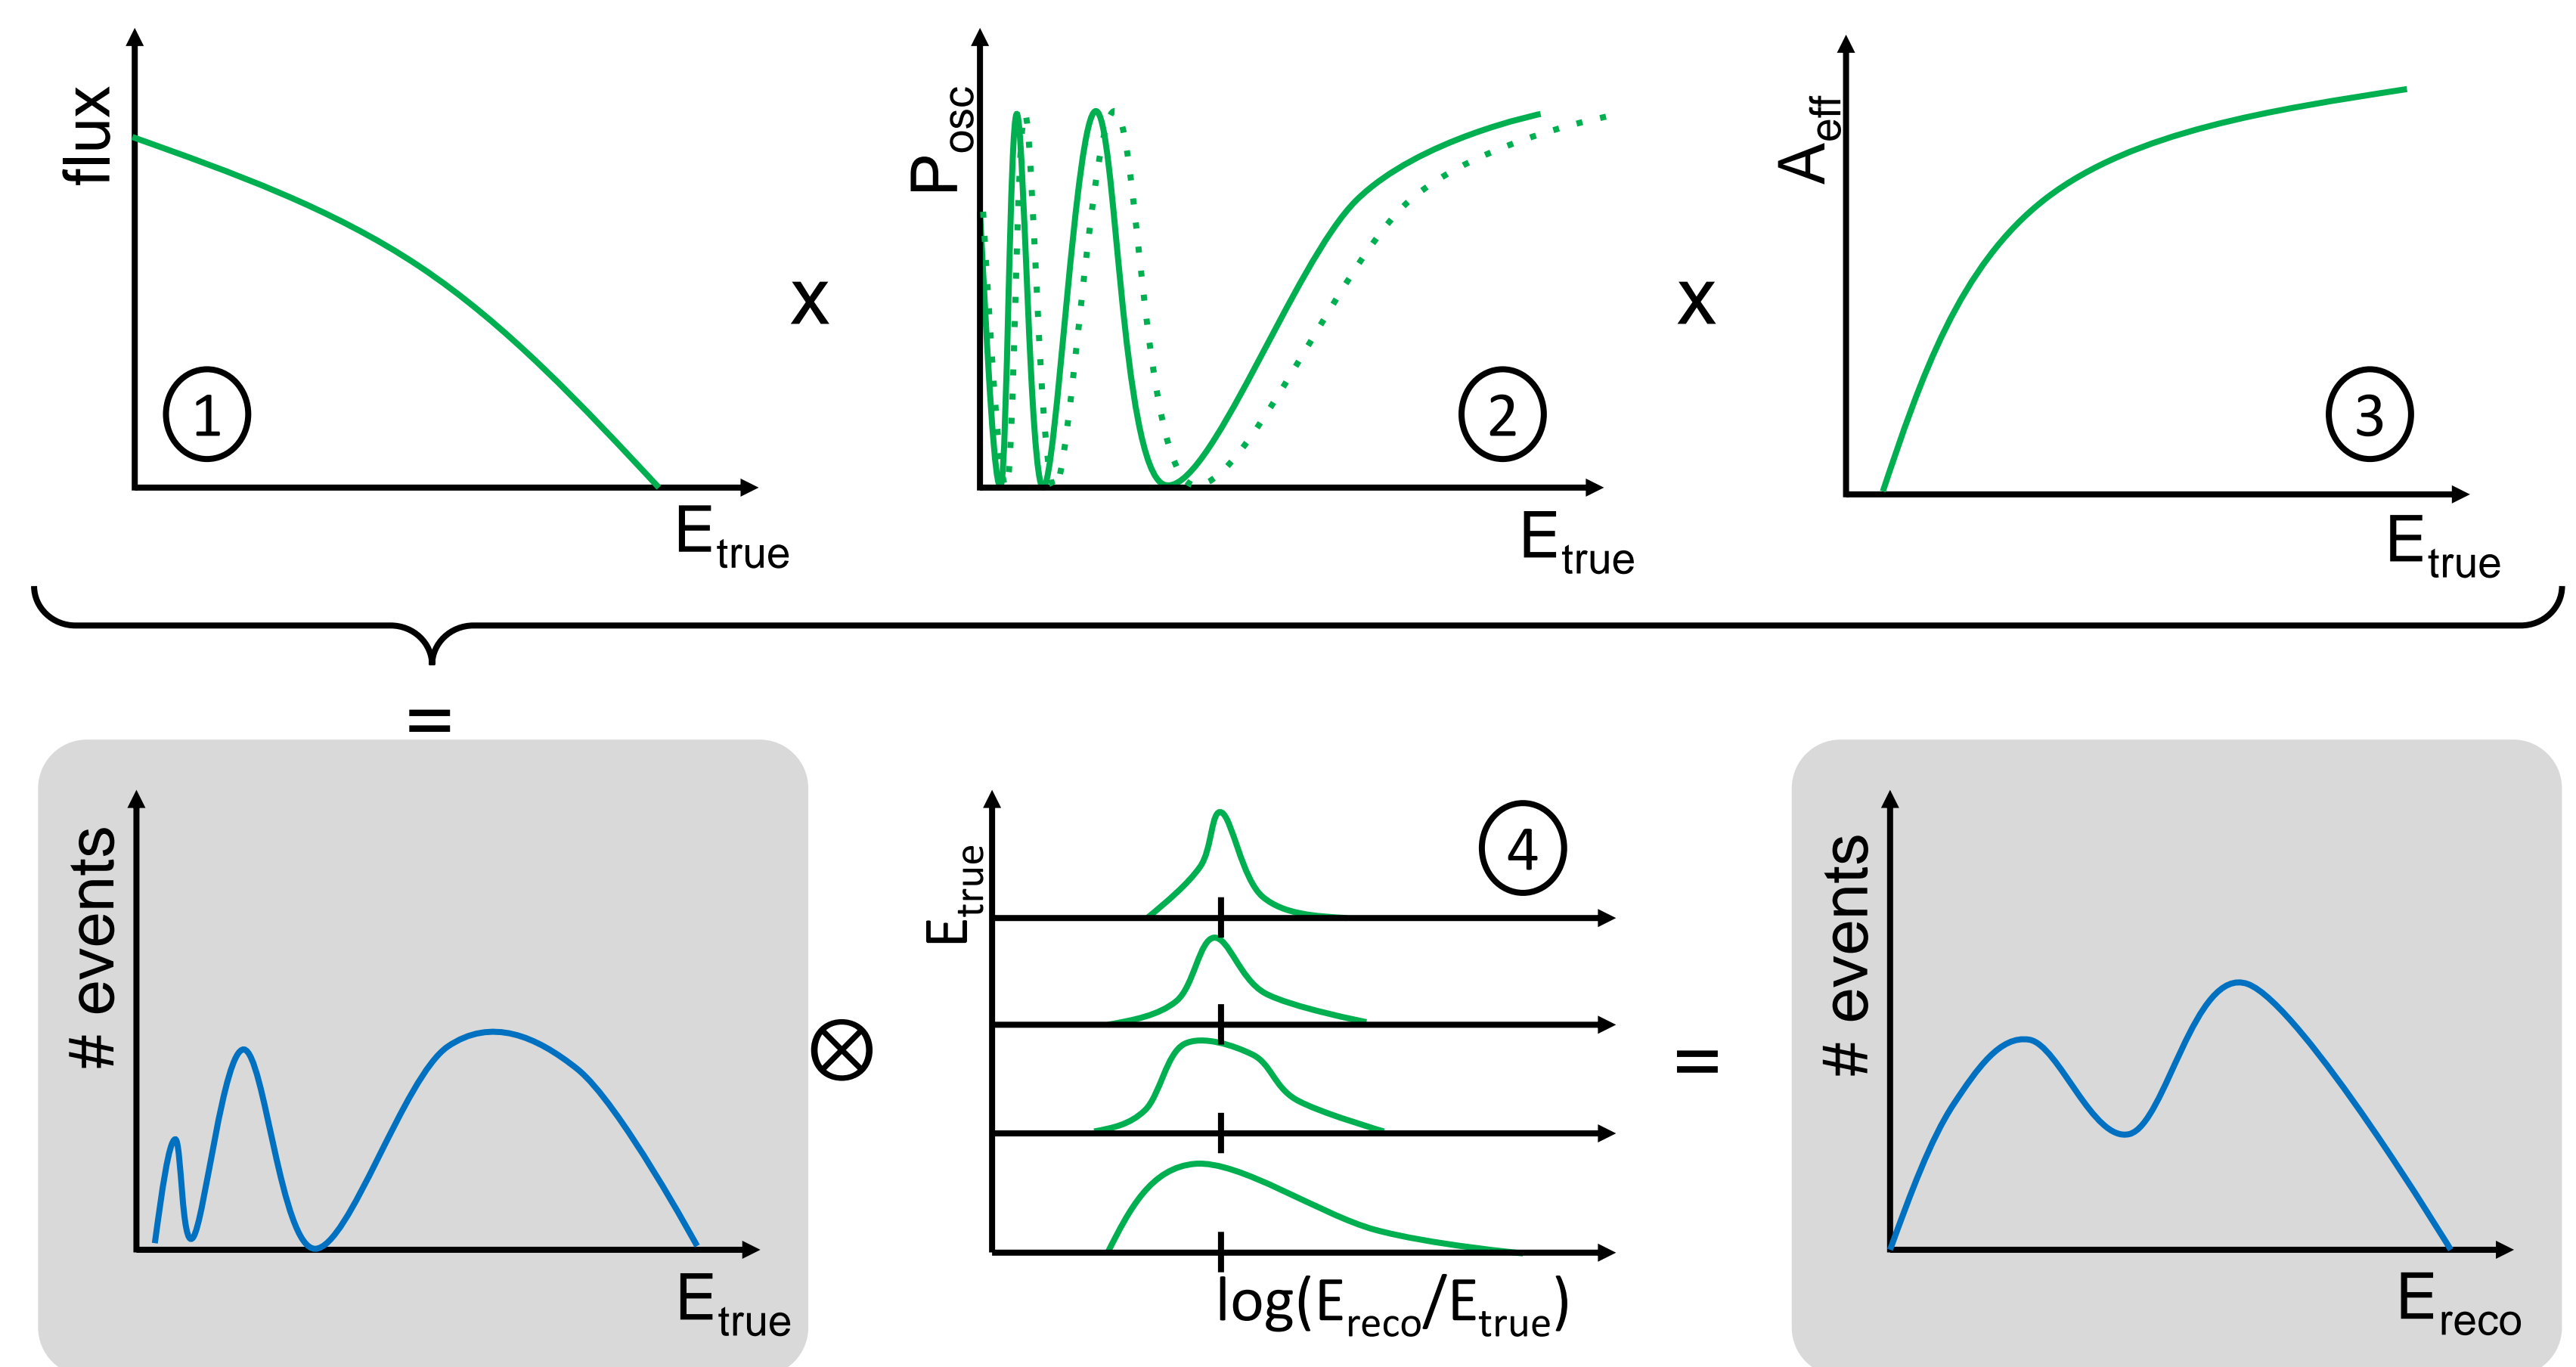 flux
1
E_true
x
P_osc
2
E_true
x
A_eff
3
E_true
=
# events
E_true
⊗
E_true
4
log(E_reco/E_true)
=
# events
E_reco